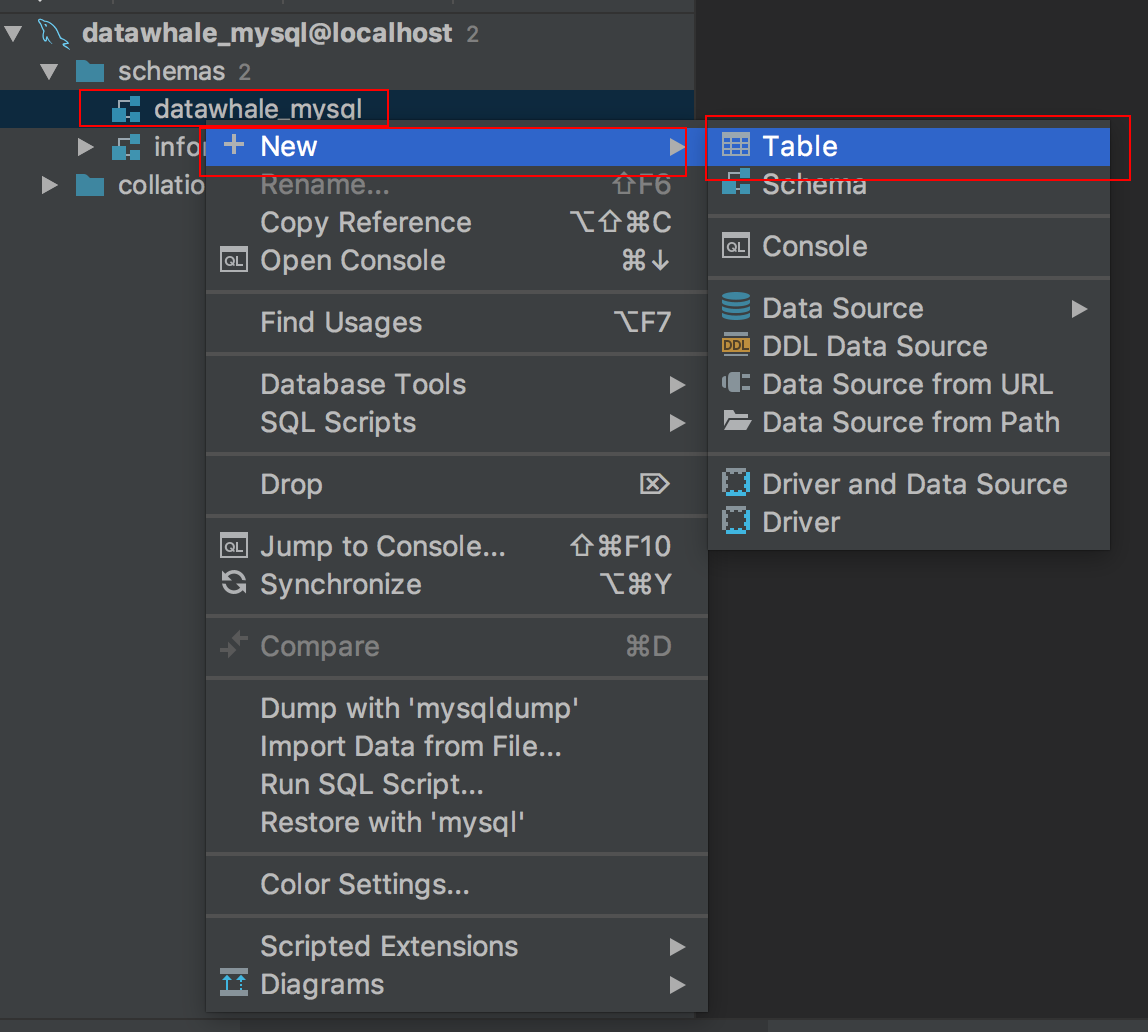 datawhale_mysql@localhost 2
schemas 2
datawhale_mysql
infor
collatio
New
Rename... ⇧F6
Copy Reference ⌥⇧⌘C
QL Open Console ⌘↓
Find Usages ⌥F7
Database Tools
SQL Scripts
Drop ⌦
QL Jump to Console... ⇧⌘F10
Synchronize ⌥⌘Y
Compare ⌘D
Dump with 'mysqldump'
Import Data from File...
Run SQL Script...
Restore with 'mysql'
Color Settings...
Scripted Extensions
Diagrams
Table
Schema
QL Console
Data Source
DDL DDL Data Source
Data Source from URL
Data Source from Path
Driver and Data Source
Driver